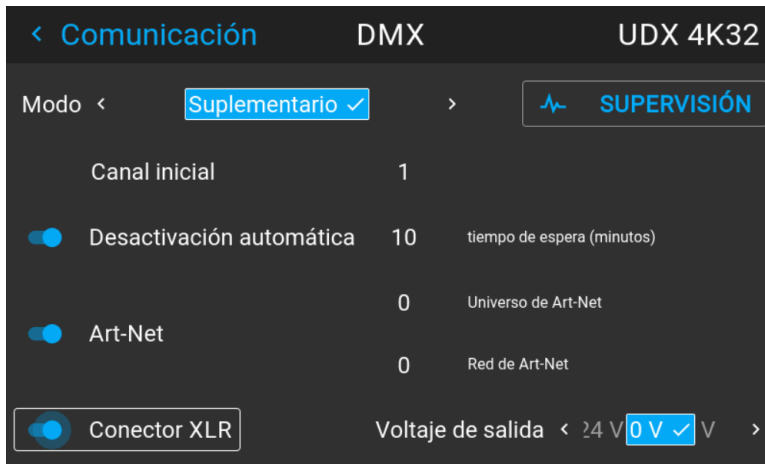 Comunicación DMX UDX 4K32
Modo Suplementario SUPERVISIÓN
Canal inicial 1
Desactivación automática 10 tiempo de espera (minutos)
0 Universo de Art-Net
Art-Net
0 Red de Art-Net
Conector XLR Voltaje de salida 24 V 0 V V